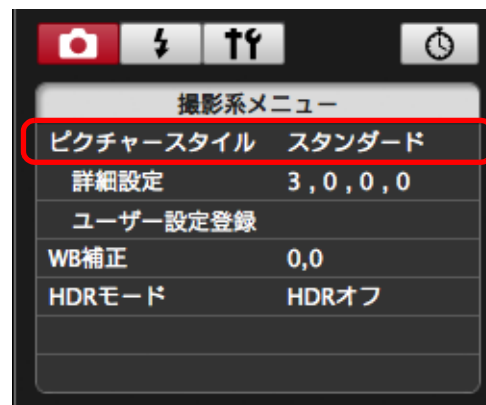 撮影系メニュー
ピクチャースタイル スタンダード
詳細設定 3,0,0,0
ユーザー設定登録
WB補正 0,0
HDRモード HDRオフ